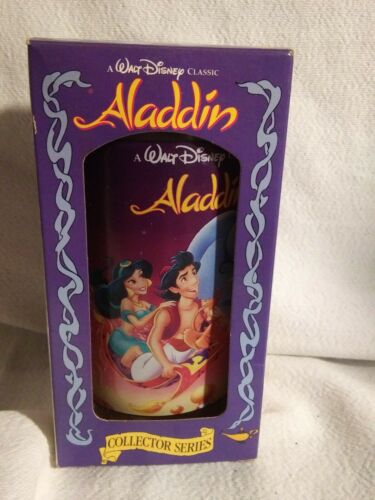 A WALT DISNEY CLASSIC
Aladdin
A WALT DISNEY
Aladdin
COLLECTOR SERIES